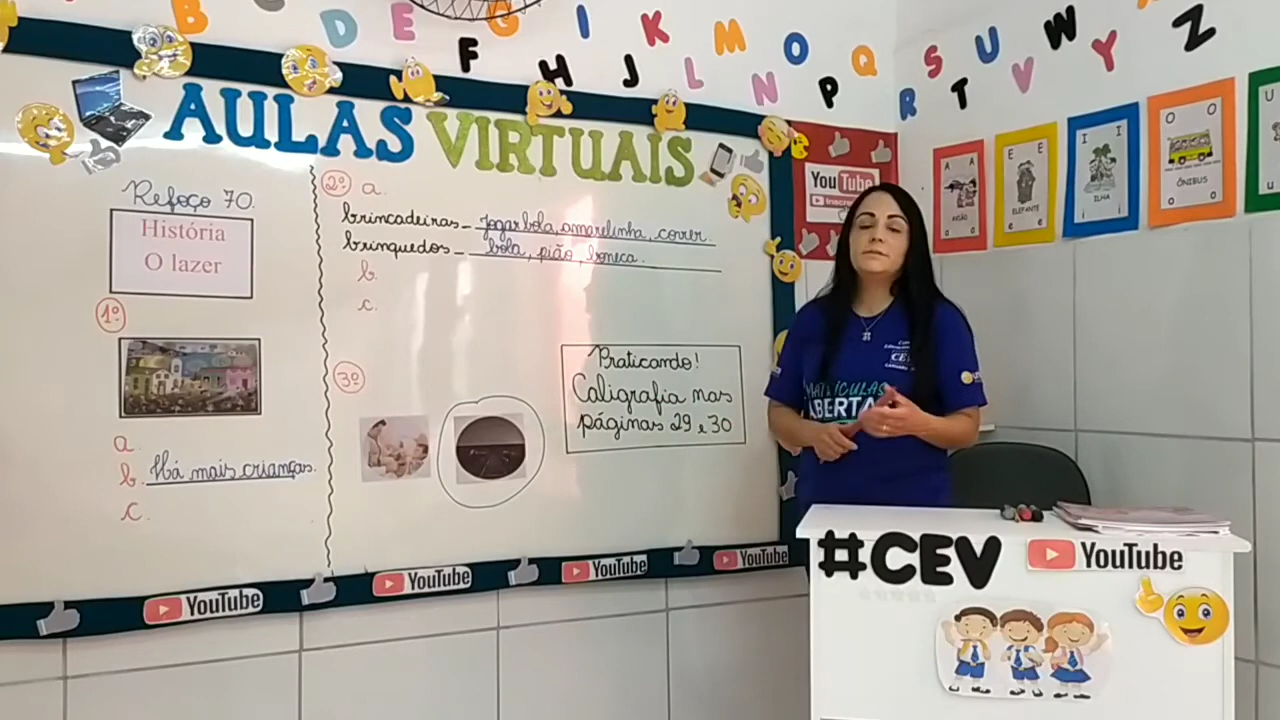 B C D E F G H I J K L M N O P Q R S T U V W Y Z
AULAS VIRTUAIS
Refoço 70.
História
O lazer
1º
a.
b. Há mais crianças.
c.
2º a.
brincadeiras - Jogar bola, amarelinha, correr.
brinquedos - bola, pião, boneca.
b.
c.
3º
Praticando!
Caligrafia nas
páginas 29 e 30
YouTube
YouTube
YouTube
YouTube
YouTube
A A
AVIÃO
a a
E E
ELEFANTE
e e
I I
ILHA
i i
O O
ÔNIBUS
o o
U
MATRÍCULAS
ABERTA
#CEV
YouTube